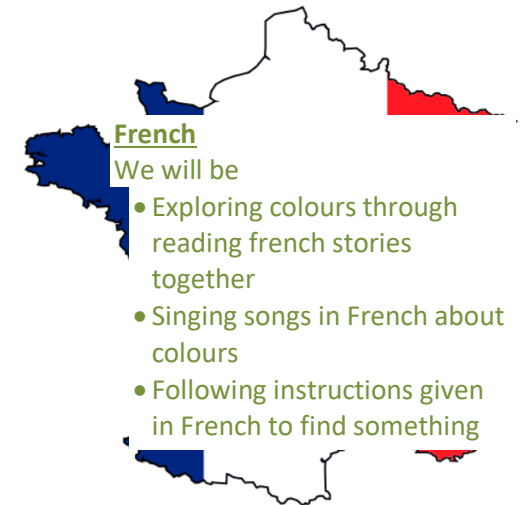 French
We will be
• Exploring colours through
reading french stories
together
• Singing songs in French about
colours
• Following instructions given
in French to find something